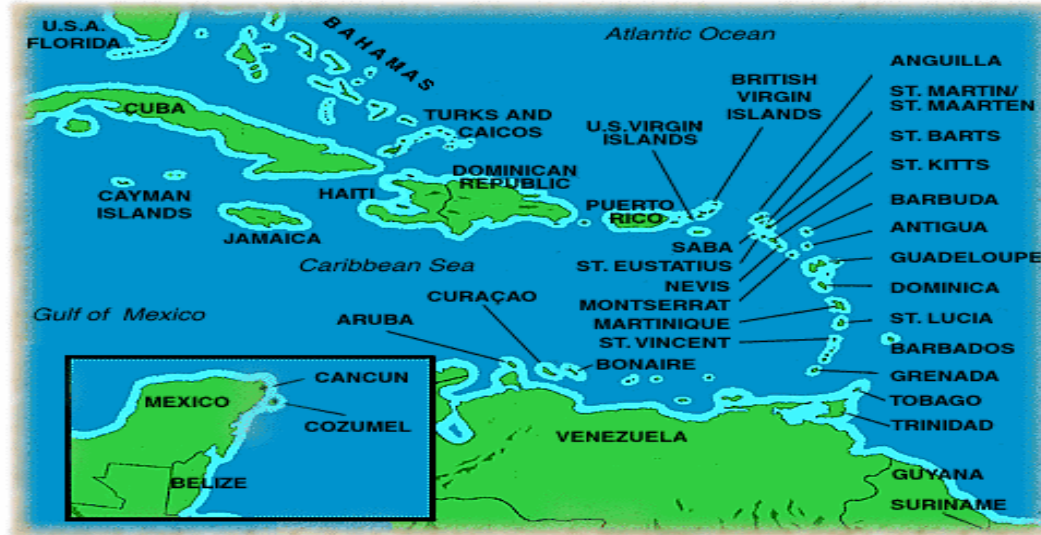 U.S.A.
FLORIDA
BAHAMAS
Atlantic Ocean
CUBA
TURKS AND
CAICOS
U.S.VIRGIN
ISLANDS
BRITISH
VIRGIN
ISLANDS
ANGUILLA
ST. MARTIN/
ST. MAARTEN
ST. BARTS
ST. KITTS
BARBUDA
ANTIGUA
GUADELOUPE
DOMINICA
ST. LUCIA
BARBADOS
GRENADA
TOBAGO
TRINIDAD
CAYMAN
ISLANDS
JAMAICA
HAITI
DOMINICAN
REPUBLIC
PUERTO
RICO
SABA
ST. EUSTATIUS
NEVIS
MONTSERRAT
MARTINIQUE
ST. VINCENT
Caribbean Sea
Gulf of Mexico
CURAÇAO
ARUBA
BONAIRE
CANCUN
MEXICO
COZUMEL
BELIZE
VENEZUELA
GUYANA
SURINAME